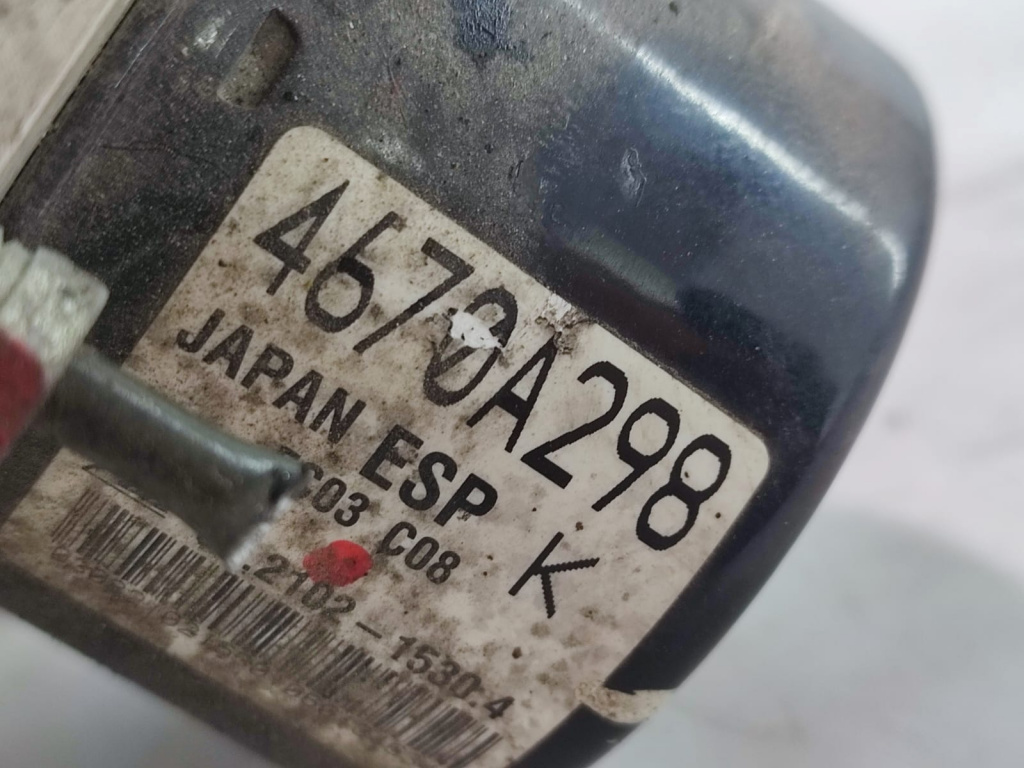 4670A298
JAPAN ESP K
C03 C08
.2102-1530.4